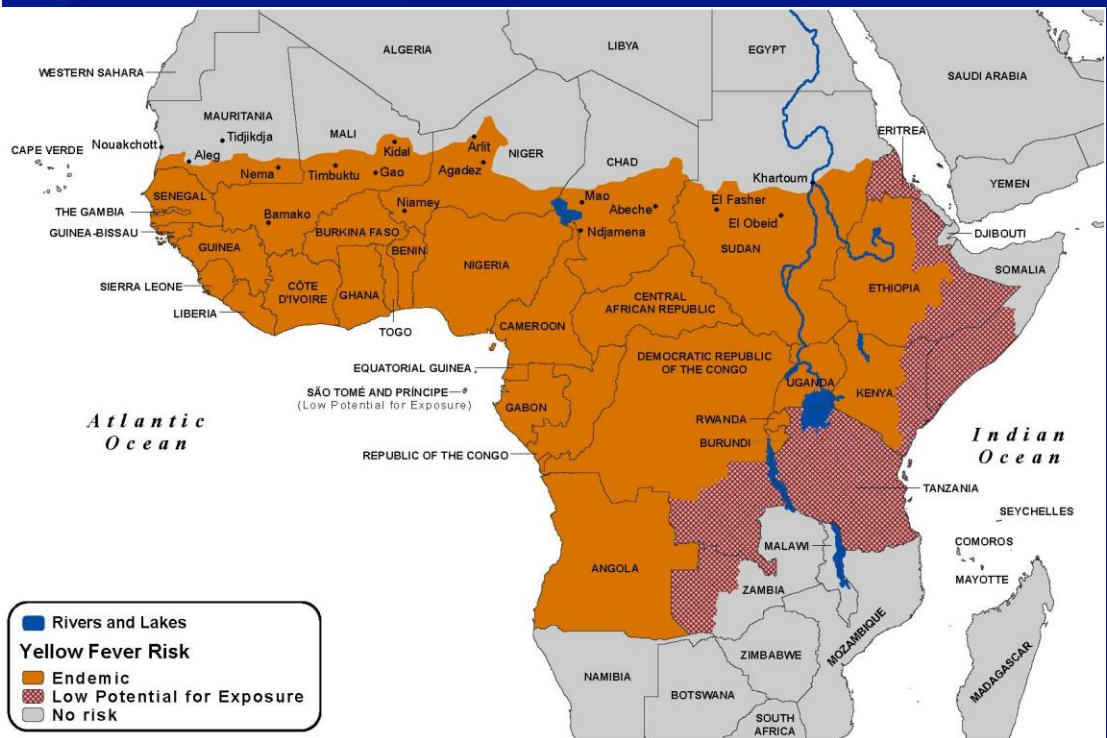 ALGERIA
LIBYA
EGYPT
WESTERN SAHARA
SAUDI ARABIA
MAURITANIA
Tidjikdja
MALI
ERITREA
Nouakchott
CAPE VERDE
Aleg
Kidal
Arlit
NIGER
CHAD
Khartoum
YEMEN
Nema
Timbuktu
Gao
Agadez
SENEGAL
Mao
El Fasher
THE GAMBIA
Bamako
Niamey
Abeche
El Obeid
DJIBOUTI
GUINEA-BISSAU
BURKINA FASO
Ndjamena
GUINEA
BENIN
SUDAN
SOMALIA
NIGERIA
ETHIOPIA
SIERRA LEONE
CÔTE
D'IVOIRE
GHANA
CENTRAL
AFRICAN REPUBLIC
LIBERIA
TOGO
CAMEROON
DEMOCRATIC REPUBLIC
OF THE CONGO
EQUATORIAL GUINEA
UGANDA
SÃO TOMÉ AND PRÍNCIPE
(Low Potential for Exposure)
KENYA
GABON
RWANDA
Atlantic
Ocean
BURUNDI
Indian
Ocean
REPUBLIC OF THE CONGO
TANZANIA
SEYCHELLES
COMOROS
MALAWI
ANGOLA
MAYOTTE
ZAMBIA
MOZAMBIQUE
MADAGASCAR
ZIMBABWE
NAMIBIA
BOTSWANA
SOUTH
AFRICA
Rivers and Lakes
Yellow Fever Risk
Endemic
Low Potential for Exposure
No risk